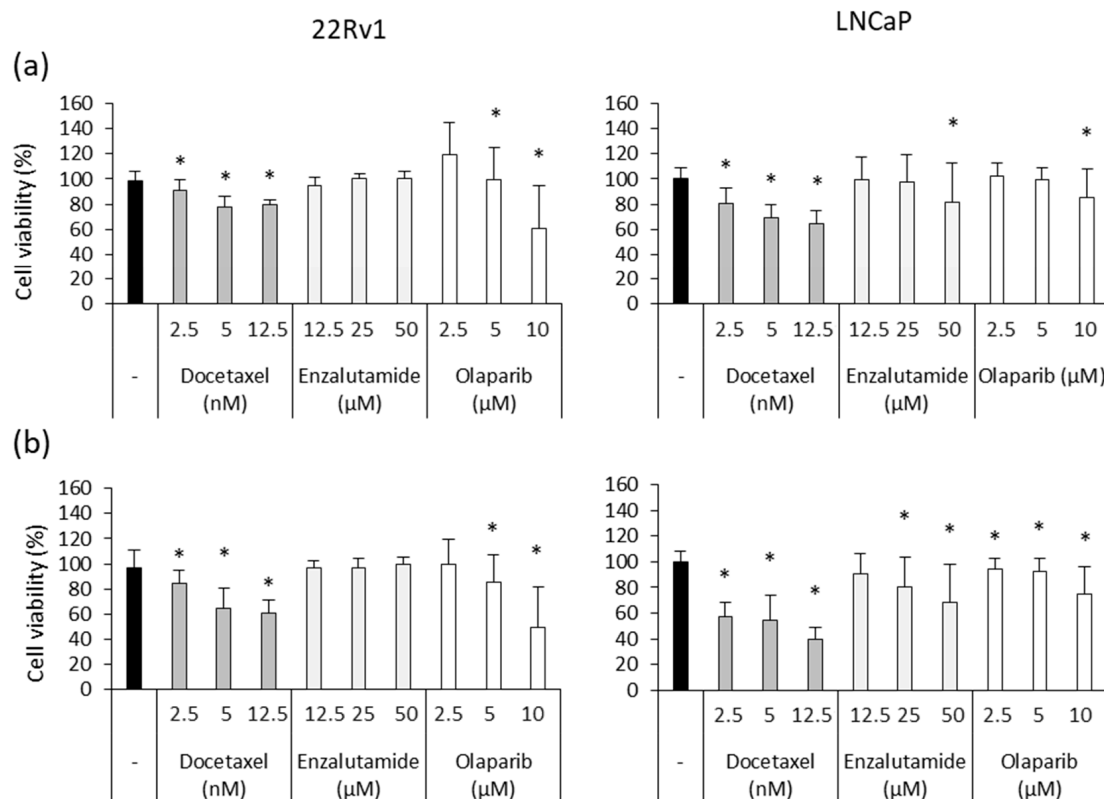 22Rv1 LNCaP
(a)
Cell viability (%)
160
140
120
100
80
60
40
20
0
* * * * *
2.5 5 12.5 12.5 25 50 2.5 5 10
- Docetaxel Enzalutamide Olaparib
(nM) (μM) (μM)
160
140
120
100
80
60
40
20
0
* * * * *
2.5 5 12.5 12.5 25 50 2.5 5 10
- Docetaxel Enzalutamide Olaparib (μM)
(nM) (μM)
(b)
Cell viability (%)
160
140
120
100
80
60
40
20
0
* * * * *
2.5 5 12.5 12.5 25 50 2.5 5 10
- Docetaxel Enzalutamide Olaparib
(nM) (μM) (μM)
160
140
120
100
80
60
40
20
0
* * * * * * * *
2.5 5 12.5 12.5 25 50 2.5 5 10
- Docetaxel Enzalutamide Olaparib
(nM) (μM) (μM)